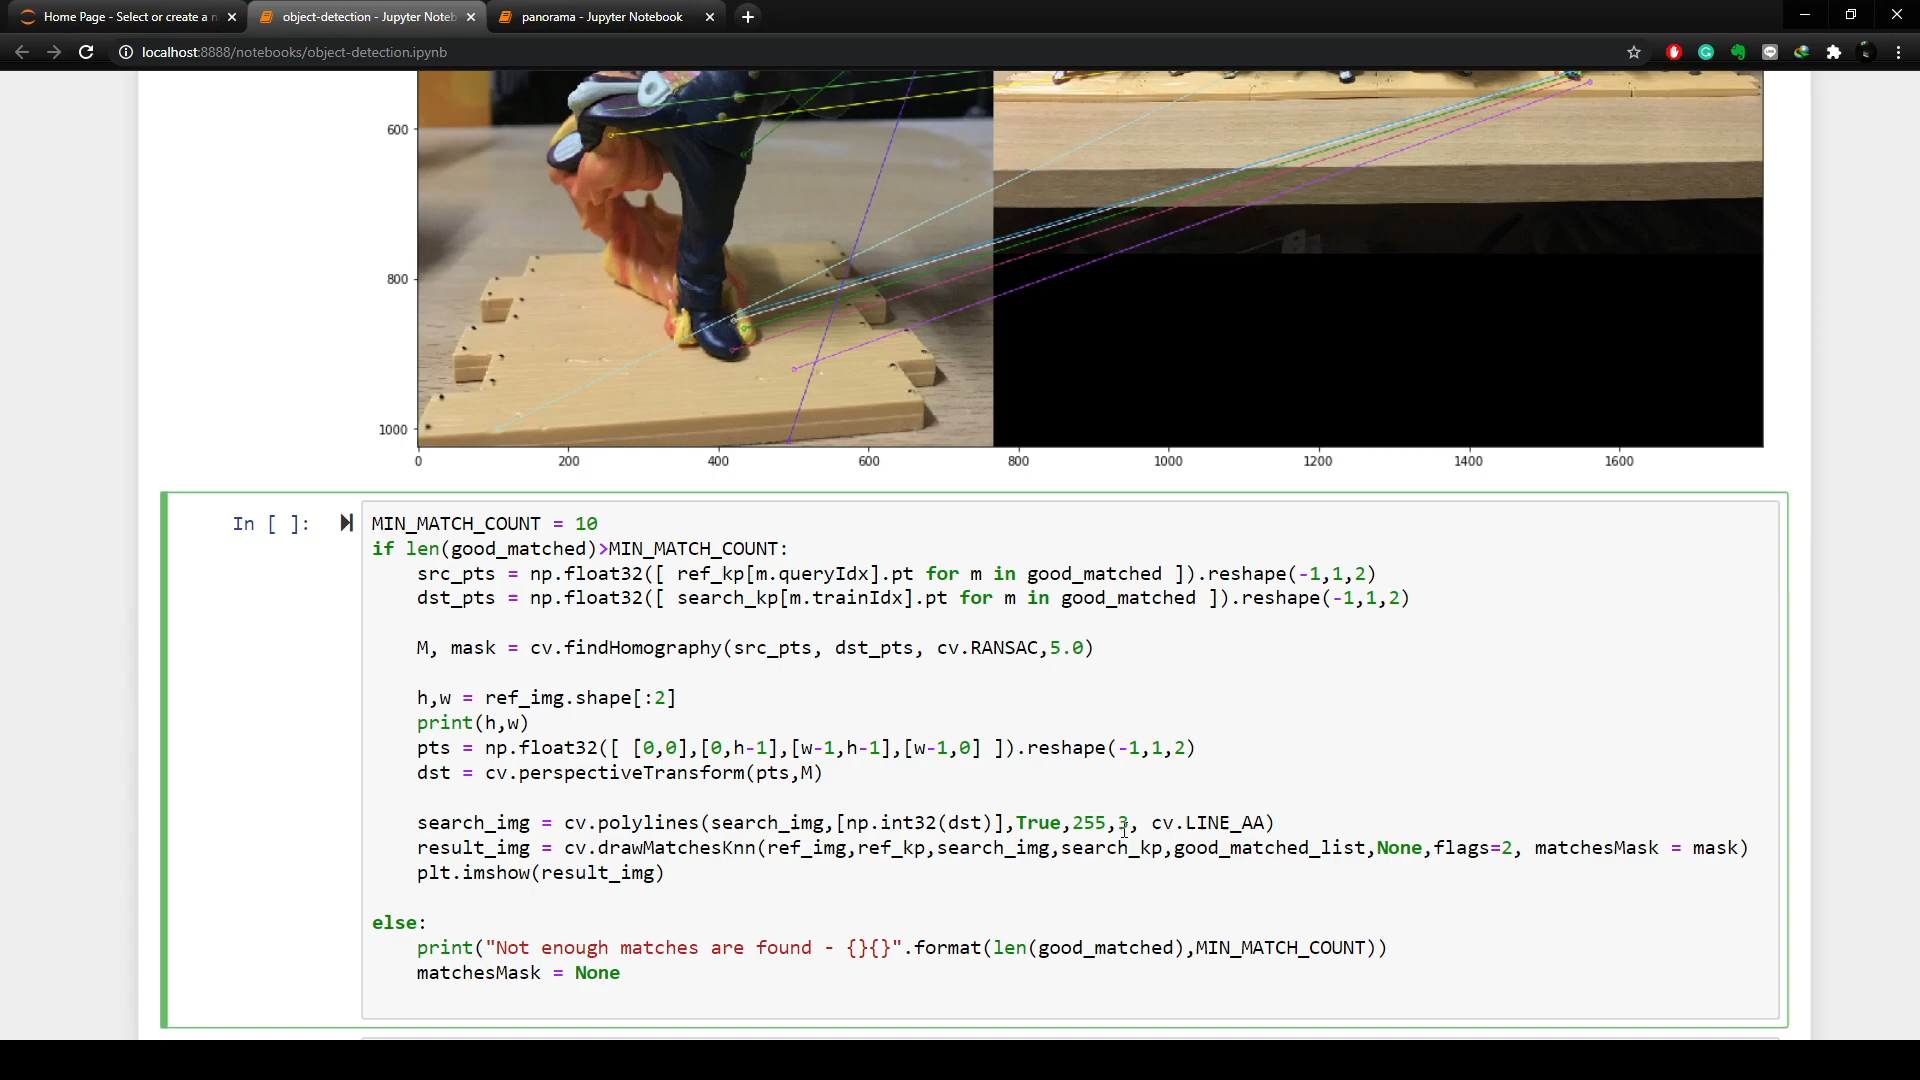 Home Page - Select or create a n
object-detection - Jupyter Noteb
panorama - Jupyter Notebook
localhost:8888/notebooks/object-detection.ipynb
600
800
1000
0 200 400 600 800 1000 1200 1400 1600
In [ ]:
MIN_MATCH_COUNT = 10
if len(good_matched)>MIN_MATCH_COUNT:
    src_pts = np.float32([ ref_kp[m.queryIdx].pt for m in good_matched ]).reshape(-1,1,2)
    dst_pts = np.float32([ search_kp[m.trainIdx].pt for m in good_matched ]).reshape(-1,1,2)
    M, mask = cv.findHomography(src_pts, dst_pts, cv.RANSAC,5.0)
    h,w = ref_img.shape[:2]
    print(h,w)
    pts = np.float32([ [0,0],[0,h-1],[w-1,h-1],[w-1,0] ]).reshape(-1,1,2)
    dst = cv.perspectiveTransform(pts,M)
    search_img = cv.polylines(search_img,[np.int32(dst)],True,255,3, cv.LINE_AA)
    result_img = cv.drawMatchesKnn(ref_img,ref_kp,search_img,search_kp,good_matched_list,None,flags=2, matchesMask = mask)
    plt.imshow(result_img)
else:
    print("Not enough matches are found - {}{}".format(len(good_matched),MIN_MATCH_COUNT))
    matchesMask = None